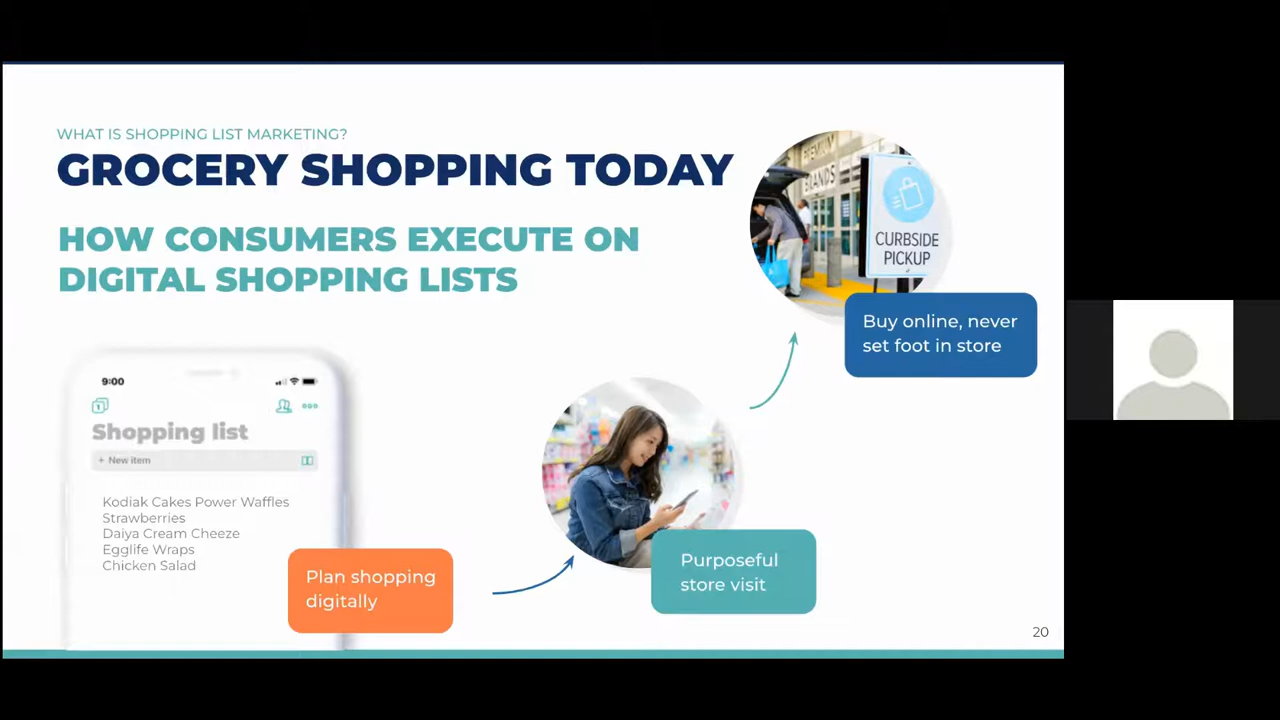 WHAT IS SHOPPING LIST MARKETING?
GROCERY SHOPPING TODAY
HOW CONSUMERS EXECUTE ON
DIGITAL SHOPPING LISTS
PREMIUM
BRANDS
CURBSIDE
PICKUP
Buy online, never
set foot in store
9:00
Shopping list
+ New item
Kodiak Cakes Power Waffles
Strawberries
Daiya Cream Cheeze
Egglife Wraps
Chicken Salad
Plan shopping
digitally
Purposeful
store visit
20